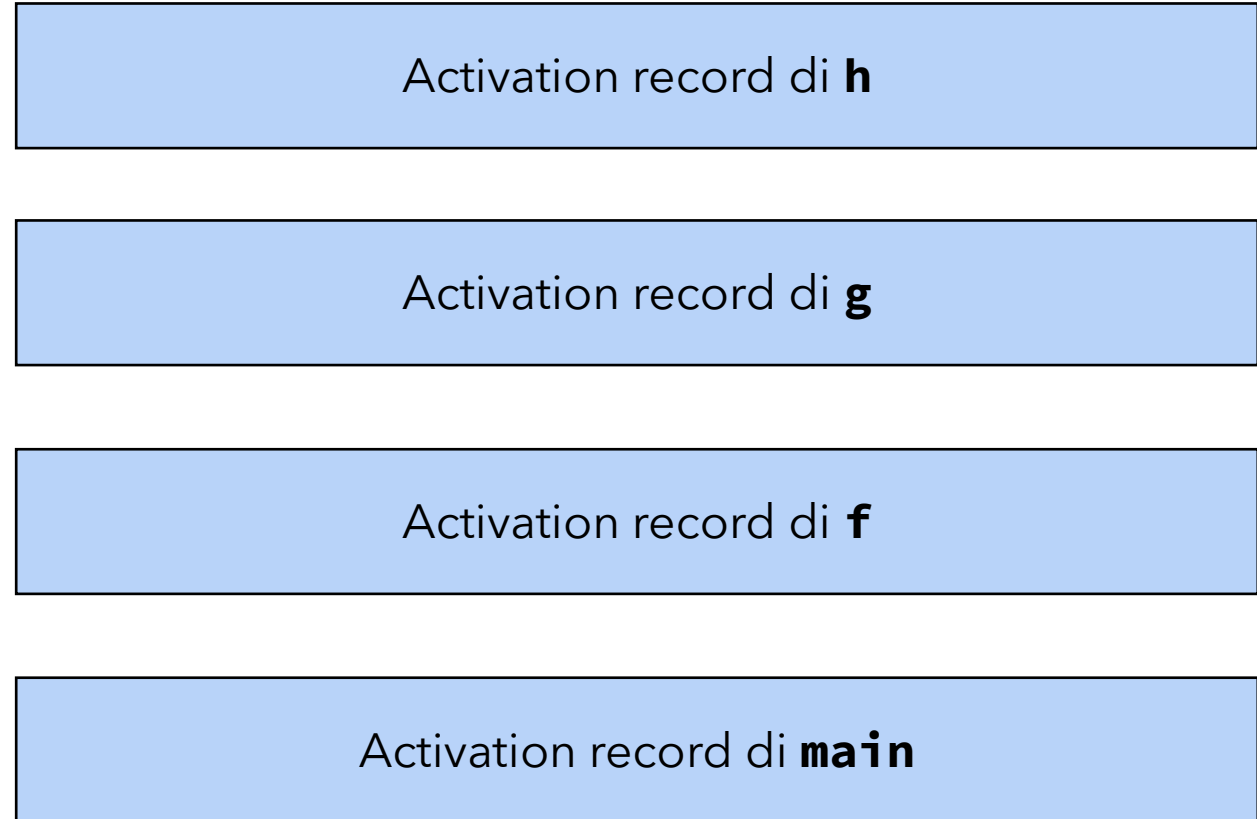 Activation record di h
Activation record di g
Activation record di f
Activation record di main